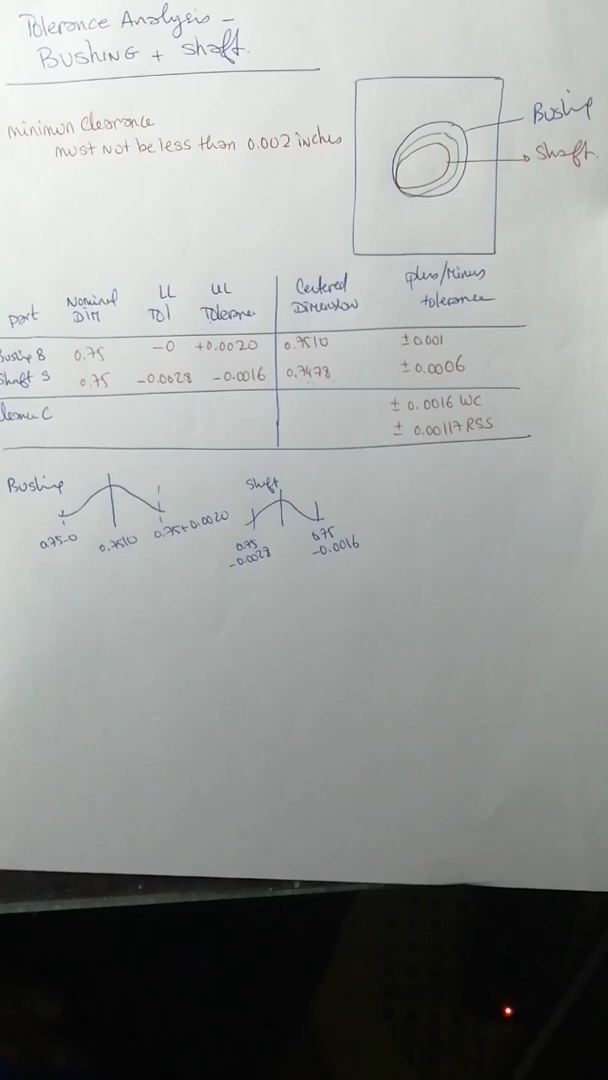 Tolerance Analysis -
BUSHING + Shaft.
minimum Clearance
must not be less than 0.002 inches
Bushing
Shaft.
part Nominal DIM LL Tol UL Tolerance Centered DIMENSION plus/Minus tolerance
Bushing B 0.75 -0 +0.0020 0.7510 ±0.001
Shaft S 0.75 -0.0028 -0.0016 0.7478 ±0.0006
C ± 0.0016 WC
± 0.00117 RSS
Bushing
0.75-0
0.7510
0.75+0.0020
Shaft
0.75
-0.0028
0.75
-0.0016